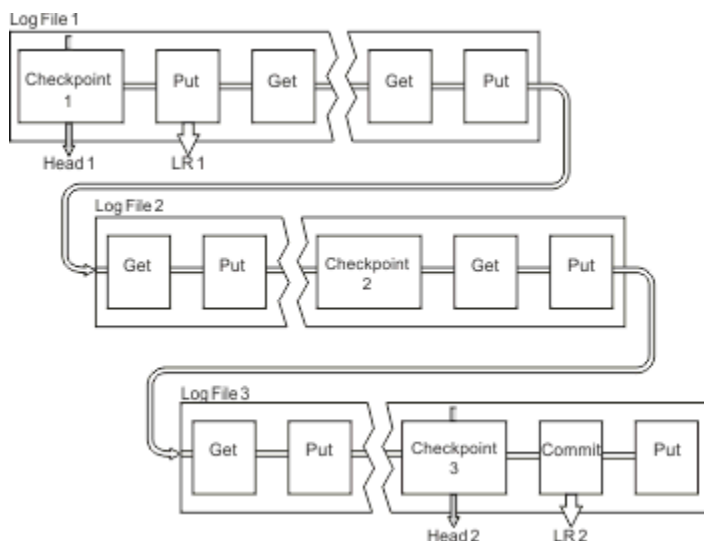 Log File 1
Checkpoint
1
Put
Get
Get
Put
Head 1
LR 1
Log File 2
Get
Put
Checkpoint
2
Get
Put
Log File 3
Get
Put
Checkpoint
3
Commit
Put
Head 2
LR 2